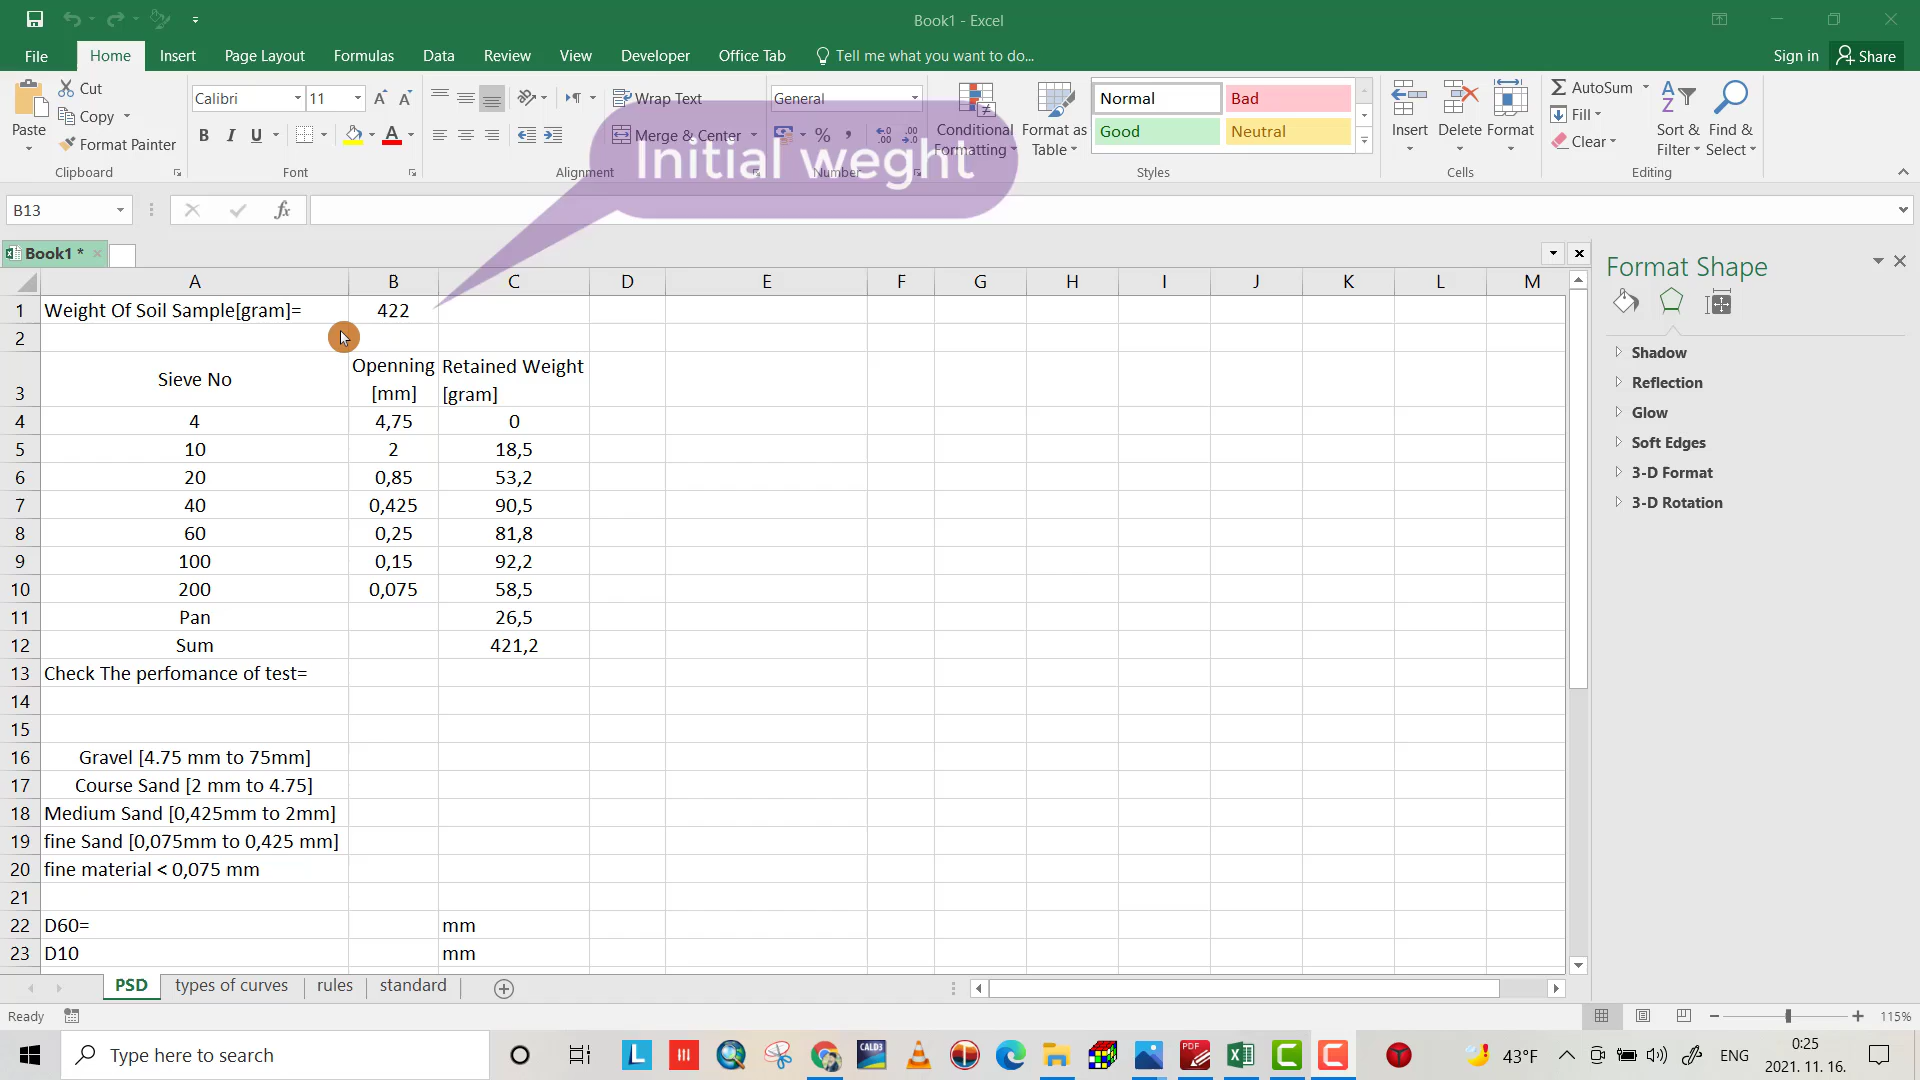 Book1 - Excel
File Home Insert Page Layout Formulas Data Review View Developer Office Tab Tell me what you want to do... Sign in Share
Paste
Cut
Copy
Format Painter
Clipboard
Calibri 11
B I U
Font
Wrap Text
Merge & Center
Alignment
General
%
Number
Initial weght
Conditional Formatting
Format as Table
Normal Bad
Good Neutral
Styles
Insert Delete Format
Cells
AutoSum
Fill
Clear
Sort & Filter
Find & Select
Editing
B13
fx
Book1 *
Format Shape
Shadow
Reflection
Glow
Soft Edges
3-D Format
3-D Rotation
A B C D E F G H I J K L M
1 Weight Of Soil Sample[gram]= 422
2
3 Sieve No Openning [mm] Retained Weight [gram]
4 4 4,75 0
5 10 2 18,5
6 20 0,85 53,2
7 40 0,425 90,5
8 60 0,25 81,8
9 100 0,15 92,2
10 200 0,075 58,5
11 Pan 26,5
12 Sum 421,2
13 Check The perfomance of test=
14
15
16 Gravel [4.75 mm to 75mm]
17 Course Sand [2 mm to 4.75]
18 Medium Sand [0,425mm to 2mm]
19 fine Sand [0,075mm to 0,425 mm]
20 fine material < 0,075 mm
21
22 D60= mm
23 D10 mm
PSD types of curves rules standard
Ready
115%
Type here to search
L
CALD3
PDF
43°F
ENG
0:25
2021. 11. 16.